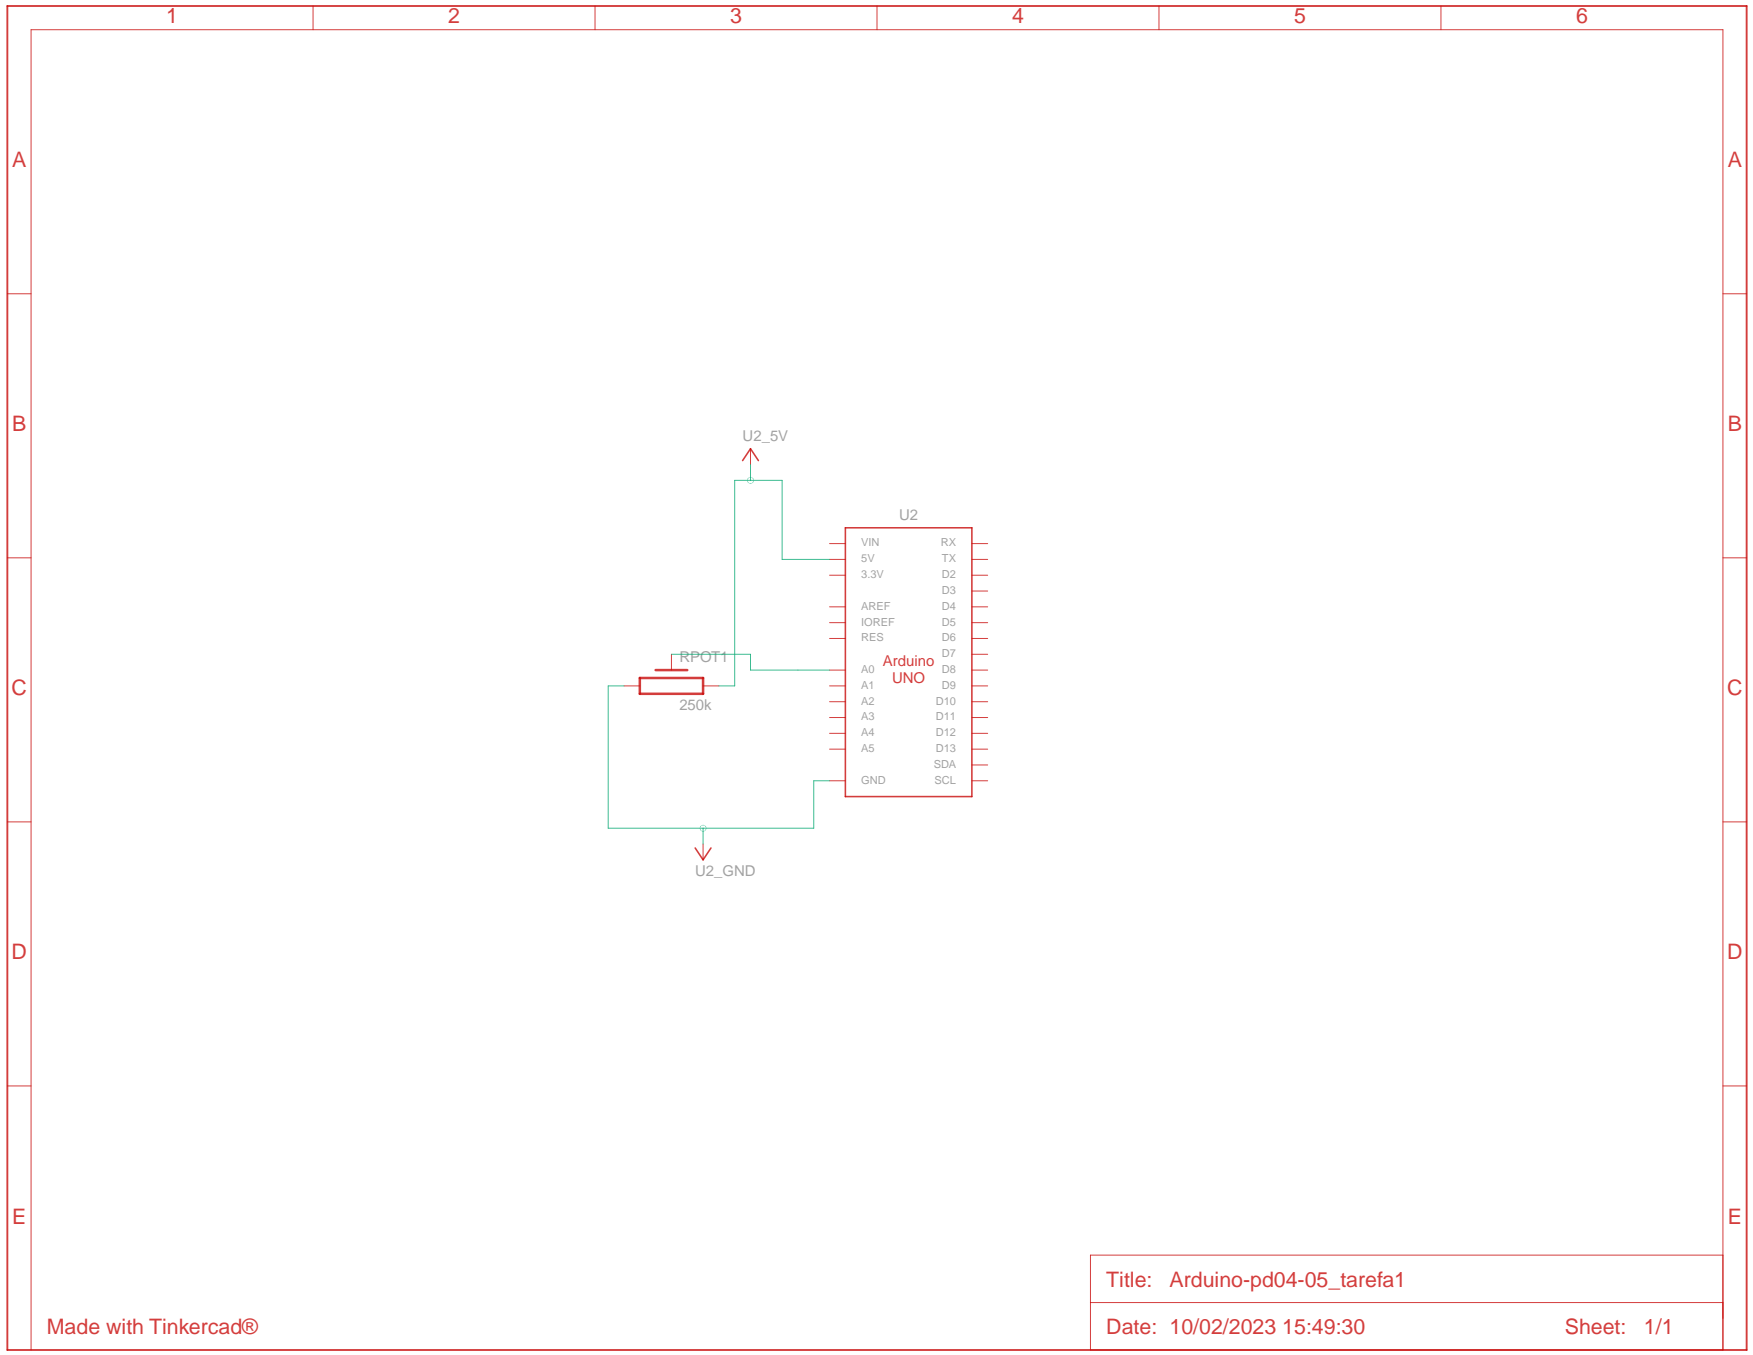 1 2 3 4 5 6
A A
B B
U2_5V
U2
VIN RX
5V TX
3.3V D2
D3
AREF D4
IOREF D5
RES D6
RPOT1 D7
Arduino
A0 D8
UNO
C A1 D9 C
250k A2 D10
A3 D11
A4 D12
A5 D13
SDA
GND SCL
U2_GND
D D
E E
Title: Arduino-pd04-05_tarefa1
Made with Tinkercad® Date: 10/02/2023 15:49:30 Sheet: 1/1